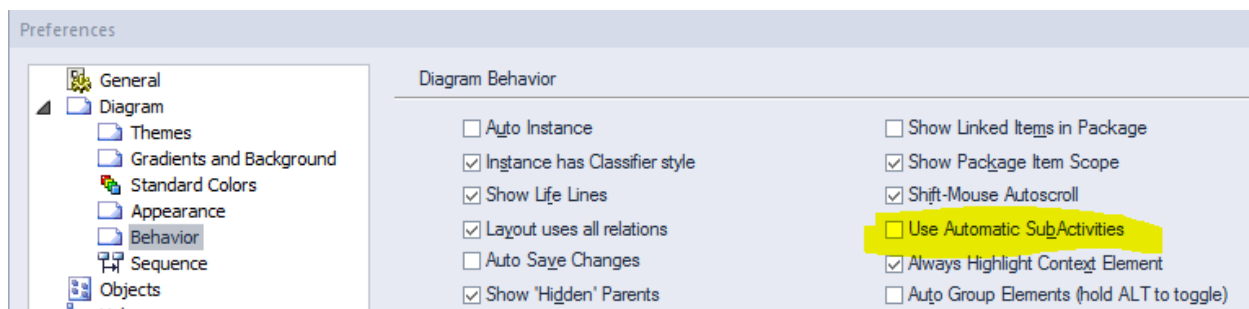 Preferences
General
Diagram
Themes
Gradients and Background
Standard Colors
Appearance
Behavior
Sequence
Objects
Diagram Behavior
Auto Instance
Instance has Classifier style
Show Life Lines
Layout uses all relations
Auto Save Changes
Show 'Hidden' Parents
Show Linked Items in Package
Show Package Item Scope
Shift-Mouse Autoscroll
Use Automatic SubActivities
Always Highlight Context Element
Auto Group Elements (hold ALT to toggle)